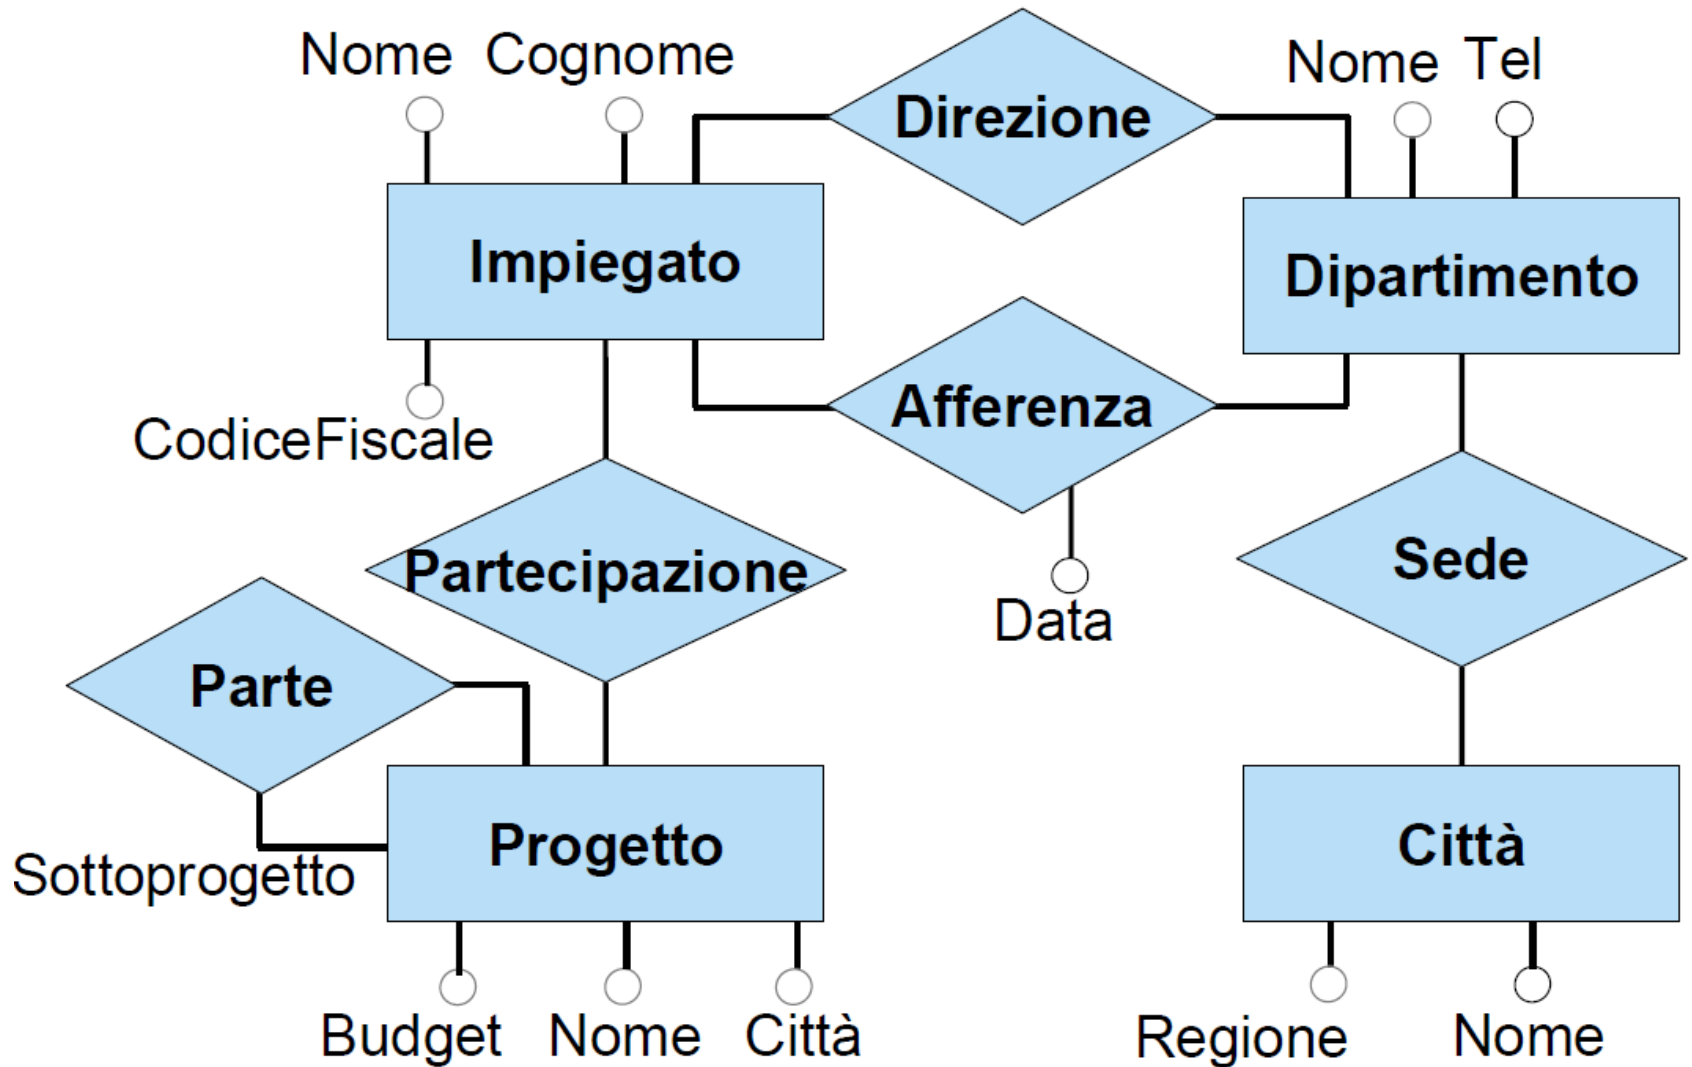 Nome Cognome
Direzione
Nome Tel
Impiegato
Dipartimento
Afferenza
CodiceFiscale
Partecipazione
Sede
Data
Parte
Progetto
Città
Sottoprogetto
Budget Nome Città
Regione Nome